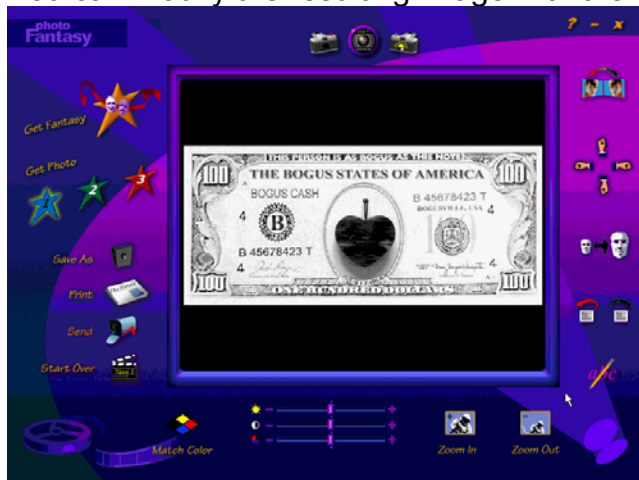 photo
Fantasy
? - x
Get Fantasy
Get Photo
1
2
3
Save As
Print
Send
Start Over
THIS PERSON IS AS BOGUS AS THIS NOTE
100
THE BOGUS STATES OF AMERICA
100
BOGUS CASH
B 45678423 T
BOGUSVILLE, USA
4
4
B
B 45678423 T
4
4
100
ONE HUNDRED DOLLARS
100
abc
Match Color
Zoom In
Zoom Out